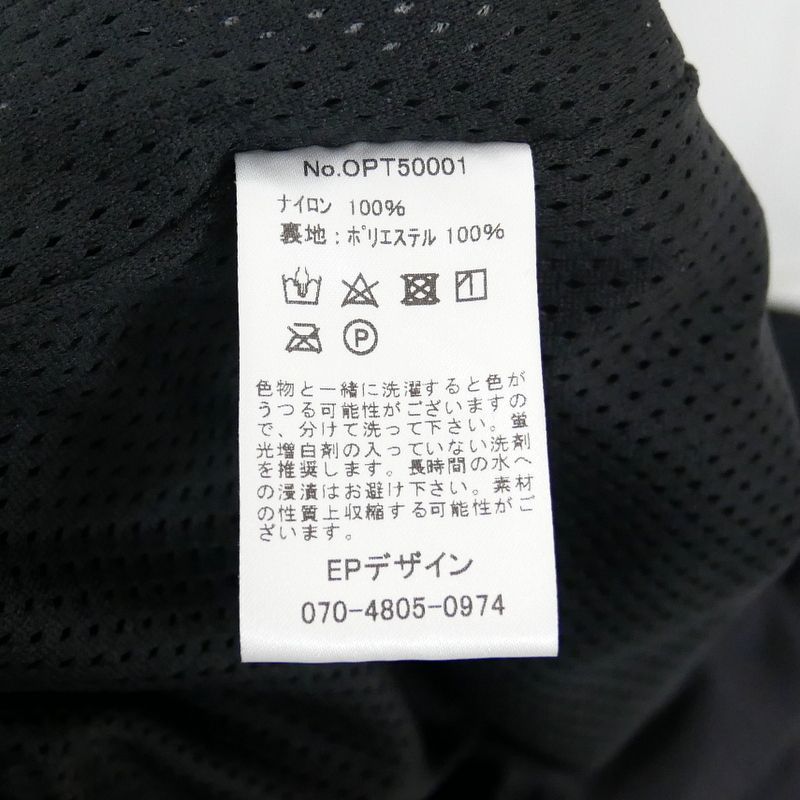 No.OPT50001
ナイロン 100%
裏地:ポリエステル 100%
P
色物と一緒に洗濯すると色が
うつる可能性がございますの
で、分けて洗って下さい。蛍
光増白剤の入っていない洗剤
を推奨します。長時間の水へ
の浸漬はお避け下さい。素材
の性質上収縮する可能性がご
ざいます。
EPデザイン
070-4805-0974